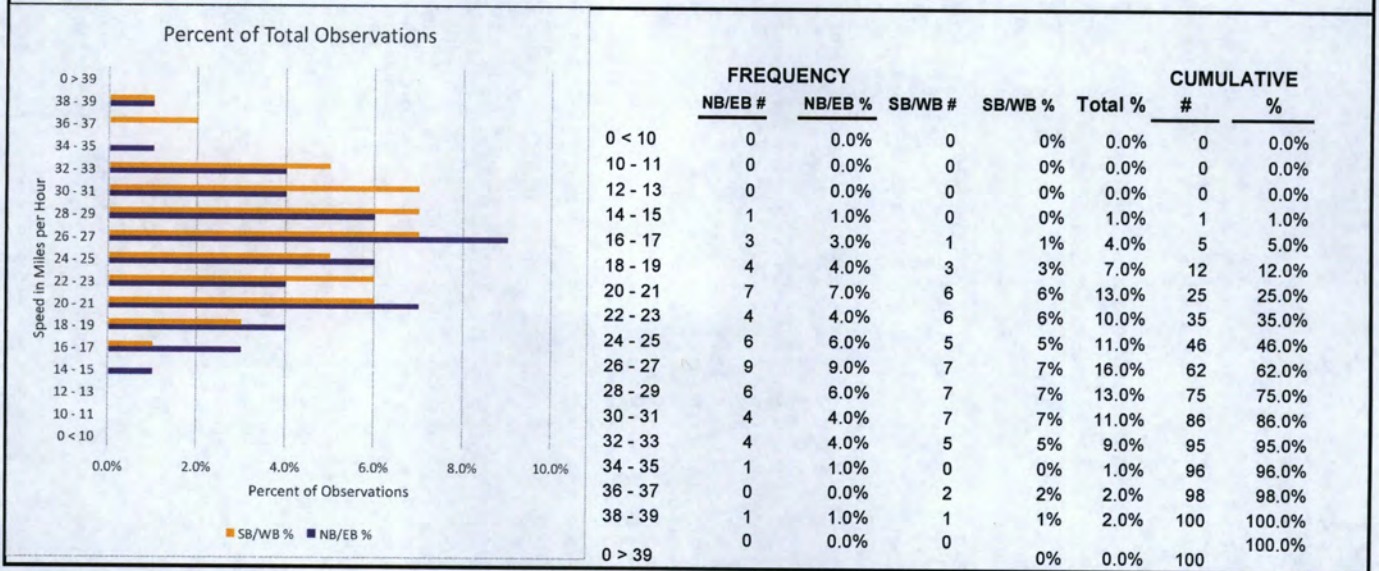 Percent of Total Observations
Speed in Miles per Hour
0 > 39
38 - 39
36 - 37
34 - 35
32 - 33
30 - 31
28 - 29
26 - 27
24 - 25
22 - 23
20 - 21
18 - 19
16 - 17
14 - 15
12 - 13
10 - 11
0 < 10
0.0% 2.0% 4.0% 6.0% 8.0% 10.0%
Percent of Observations
SB/WB % NB/EB %
FREQUENCY CUMULATIVE
NB/EB # NB/EB % SB/WB # SB/WB % Total % # %
0 < 10 0 0.0% 0 0% 0.0% 0 0.0%
10 - 11 0 0.0% 0 0% 0.0% 0 0.0%
12 - 13 0 0.0% 0 0% 0.0% 0 0.0%
14 - 15 1 1.0% 0 0% 1.0% 1 1.0%
16 - 17 3 3.0% 1 1% 4.0% 5 5.0%
18 - 19 4 4.0% 3 3% 7.0% 12 12.0%
20 - 21 7 7.0% 6 6% 13.0% 25 25.0%
22 - 23 4 4.0% 6 6% 10.0% 35 35.0%
24 - 25 6 6.0% 5 5% 11.0% 46 46.0%
26 - 27 9 9.0% 7 7% 16.0% 62 62.0%
28 - 29 6 6.0% 7 7% 13.0% 75 75.0%
30 - 31 4 4.0% 7 7% 11.0% 86 86.0%
32 - 33 4 4.0% 5 5% 9.0% 95 95.0%
34 - 35 1 1.0% 0 0% 1.0% 96 96.0%
36 - 37 0 0.0% 2 2% 2.0% 98 98.0%
38 - 39 1 1.0% 1 1% 2.0% 100 100.0%
0 > 39 0 0.0% 0 0% 0.0% 100 100.0%